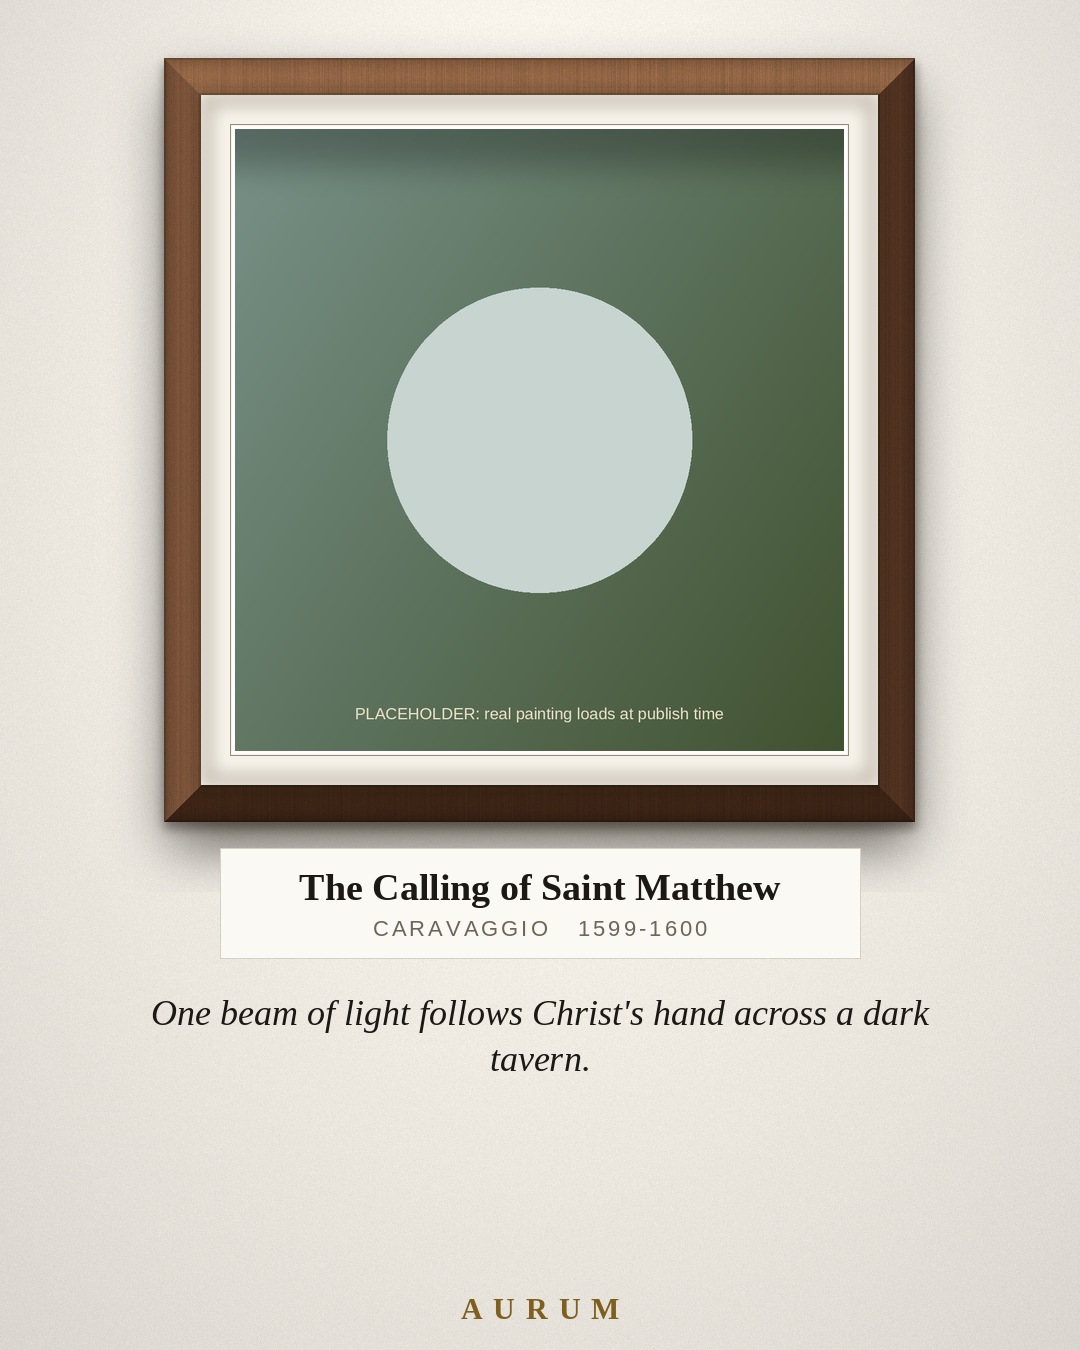 PLACEHOLDER: real painting loads at publish time
The Calling of Saint Matthew
CARAVAGGIO 1599-1600
One beam of light follows Christ's hand across a dark
tavern.
AURUM